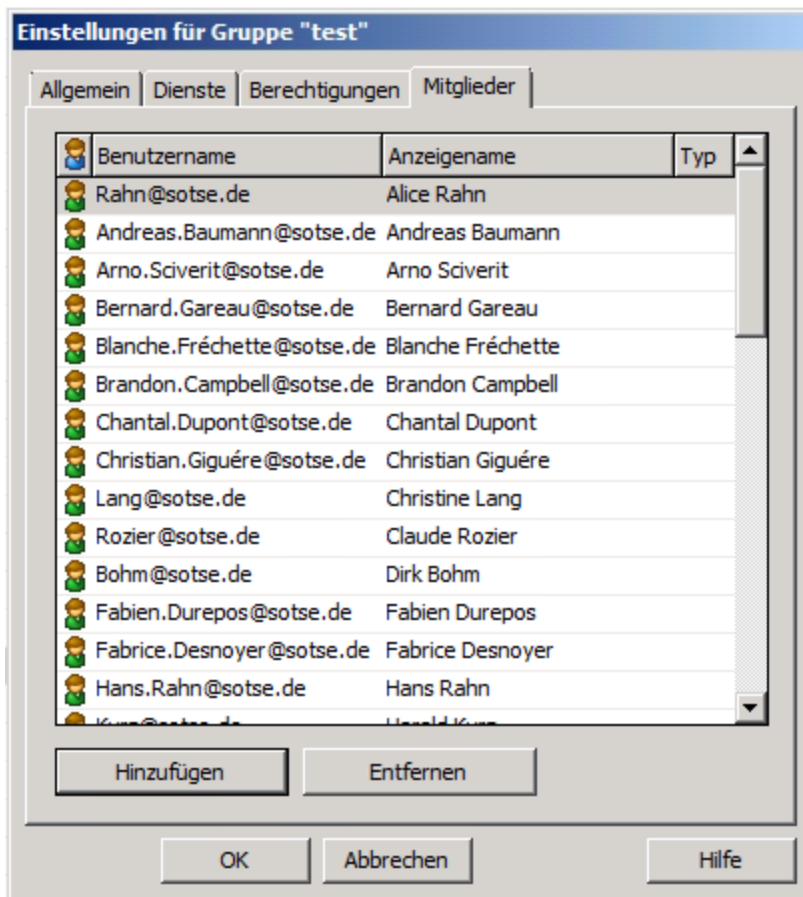 Einstellungen für Gruppe "test"
Allgemein Dienste Berechtigungen Mitglieder
Benutzername Anzeigename Typ
Rahn@sotse.de Alice Rahn
Andreas.Baumann@sotse.de Andreas Baumann
Arno.Sciverit@sotse.de Arno Sciverit
Bernard.Gareau@sotse.de Bernard Gareau
Blanche.Fréchette@sotse.de Blanche Fréchette
Brandon.Campbell@sotse.de Brandon Campbell
Chantal.Dupont@sotse.de Chantal Dupont
Christian.Giguére@sotse.de Christian Giguére
Lang@sotse.de Christine Lang
Rozier@sotse.de Claude Rozier
Bohm@sotse.de Dirk Bohm
Fabien.Durepos@sotse.de Fabien Durepos
Fabrice.Desnoyer@sotse.de Fabrice Desnoyer
Hans.Rahn@sotse.de Hans Rahn
Hinzufügen Entfernen
OK Abbrechen Hilfe